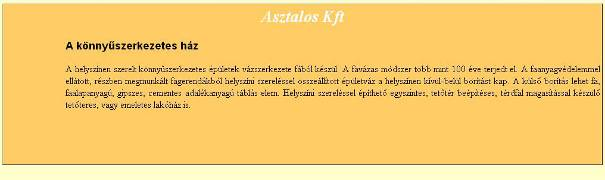 Asztalos Kft
A könnyűszerkezetes ház
A helyszínen szerelt könnyűszerkezetes épületek vázszerkezete fából készül. A favázas módszer több mint 100 éve terjedt el. A faanyagvédelemmel
ellátott, részben megmunkált fagerendákból helyszíni szereléssel összeállított épületváz a helyszínen kívül-belül borítást kap. A külső borítás lehet fa,
faalapanyagú, gipszes, cementes adalékanyagú táblás elem. Helyszíni szereléssel építhető egyszintes, tetőtér beépítéses, térdfal magasítással készülő
tetőteres, vagy emeletes lakóház is.